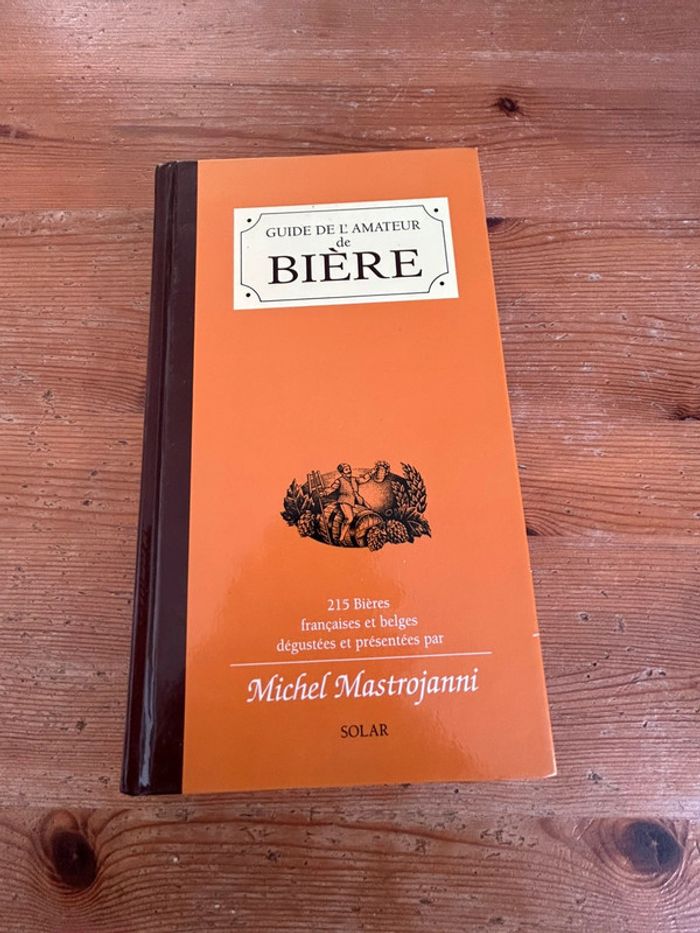 GUIDE DE L'AMATEUR
de
BIÈRE
215 Bières
françaises et belges
dégustées et présentées par
Michel Mastrojanni
SOLAR